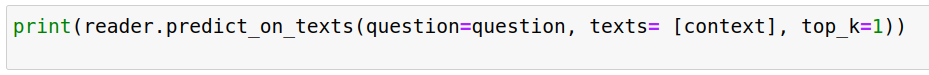 print(reader.predict_on_texts(question=question, texts= [context], top_k=1))